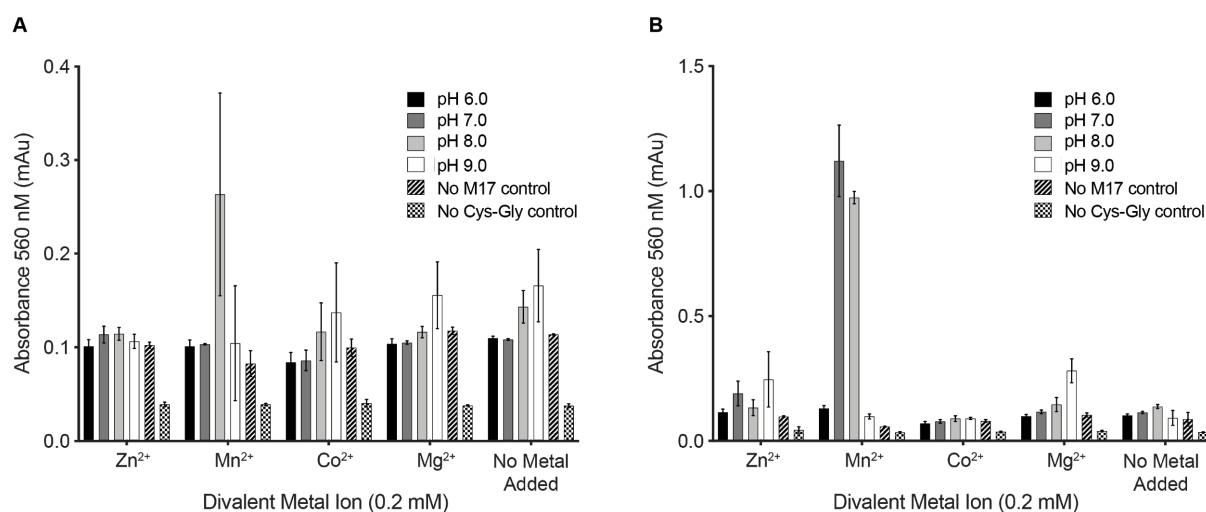 A
Absorbance 560 nM (mAu)
0.4
0.3
0.2
0.1
0.0
pH 6.0
pH 7.0
pH 8.0
pH 9.0
No M17 control
No Cys-Gly control
Zn²⁺
Mn²⁺
Co²⁺
Mg²⁺
No Metal
Added
Divalent Metal Ion (0.2 mM)
B
Absorbance 560 nM (mAu)
1.5
1.0
0.5
0.0
pH 6.0
pH 7.0
pH 8.0
pH 9.0
No M17 control
No Cys-Gly control
Zn²⁺
Mn²⁺
Co²⁺
Mg²⁺
No Metal
Added
Divalent Metal Ion (0.2 mM)